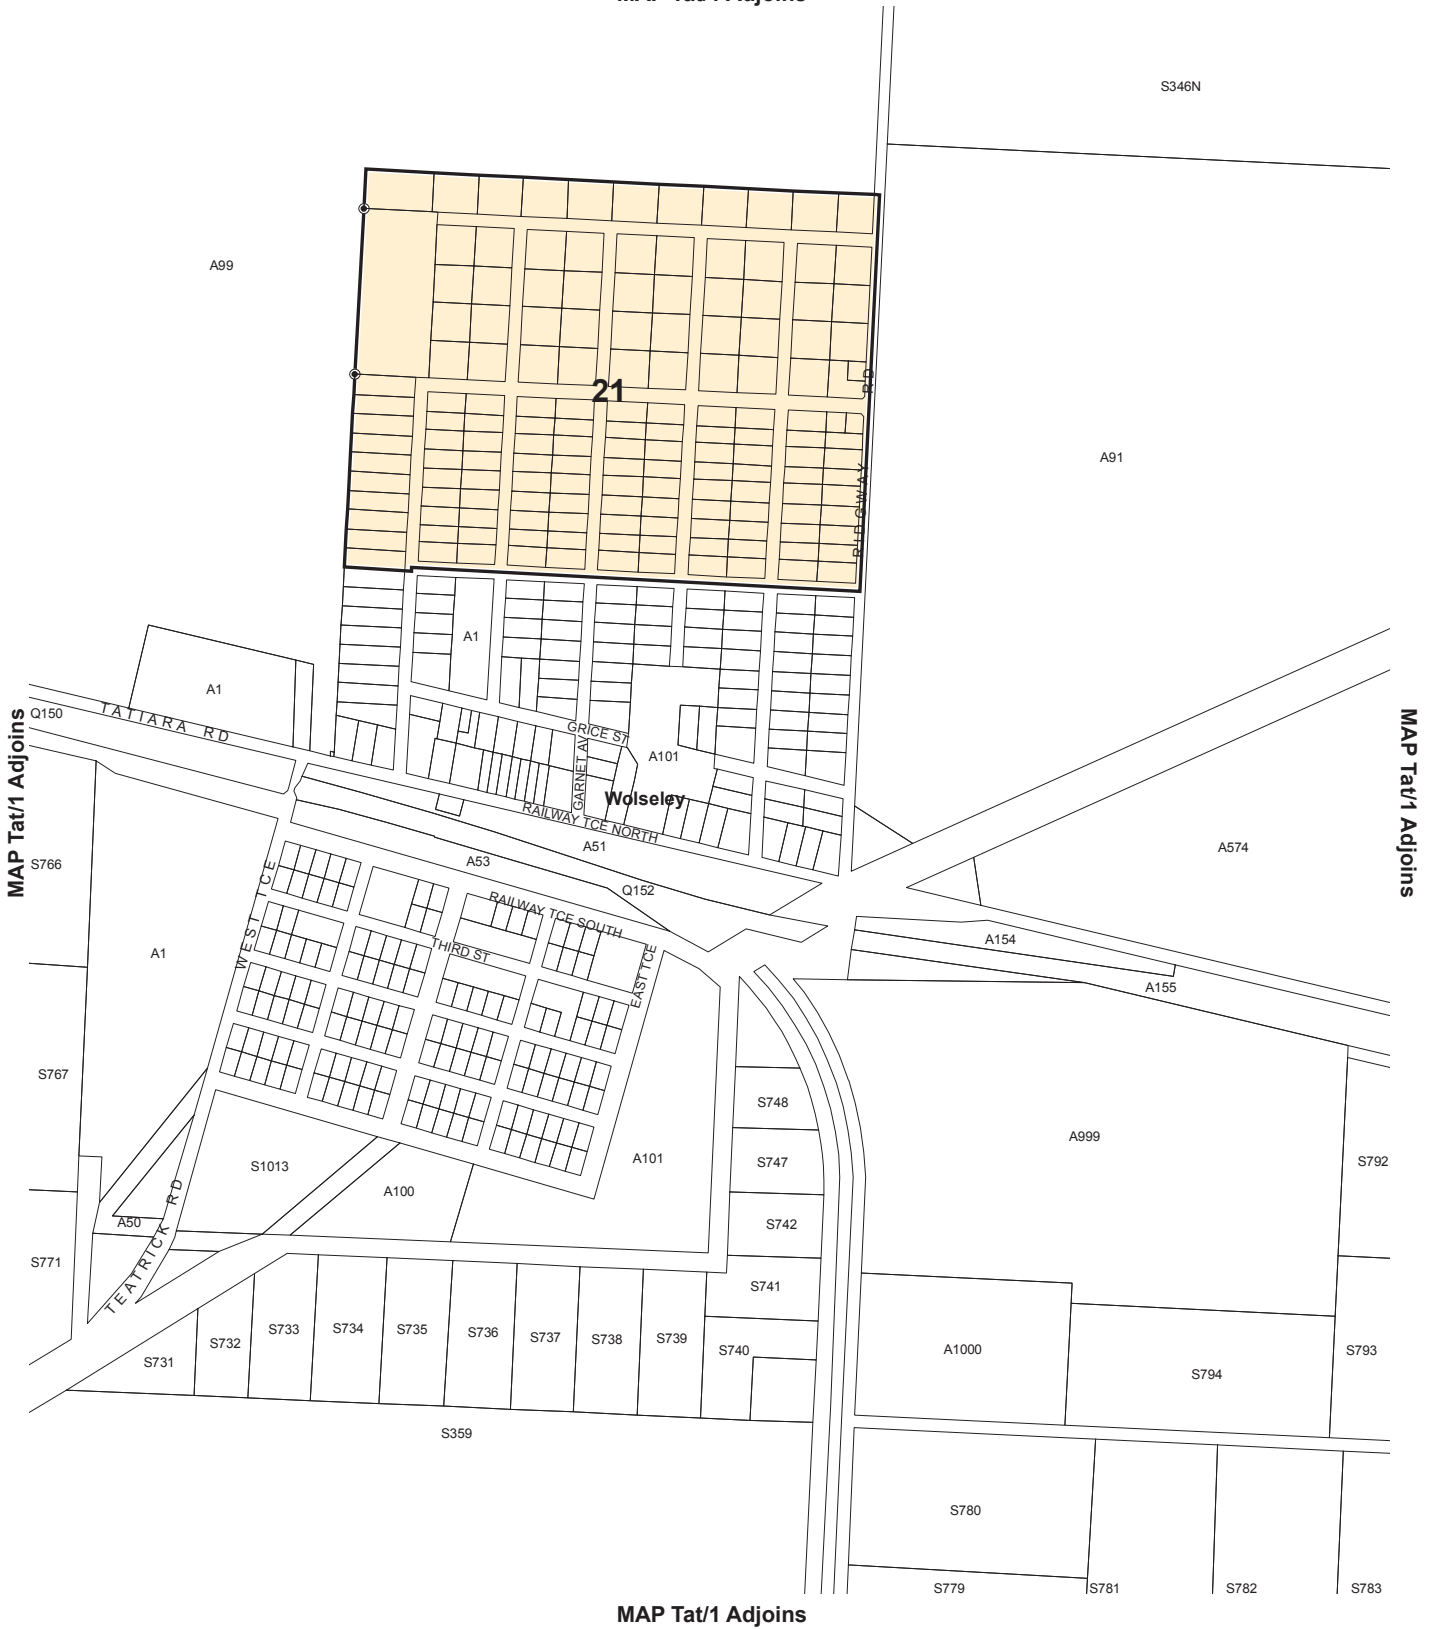 MAP Tat/1 Adjoins
S346N
A99
21
RIDGWAY RD
A91
A1
A1
Q150
TATIARA RD
GRICE ST
GARNET AV
A101
Wolseley
RAILWAY TCE NORTH
MAP Tat/1 Adjoins
MAP Tat/1 Adjoins
A51
A53
A574
S766
Q152
WEST TCE
RAILWAY TCE SOUTH
THIRD ST
EAST TCE
A154
A1
A155
S767
S748
A999
S747
S792
S1013
A101
A100
A50
S742
TEATRICK RD
S771
S741
S733
S734
S735
S736
S737
S738
S739
S732
S740
A1000
S793
S731
S794
S359
S780
S779
S781
S782
S783
MAP Tat/1 Adjoins